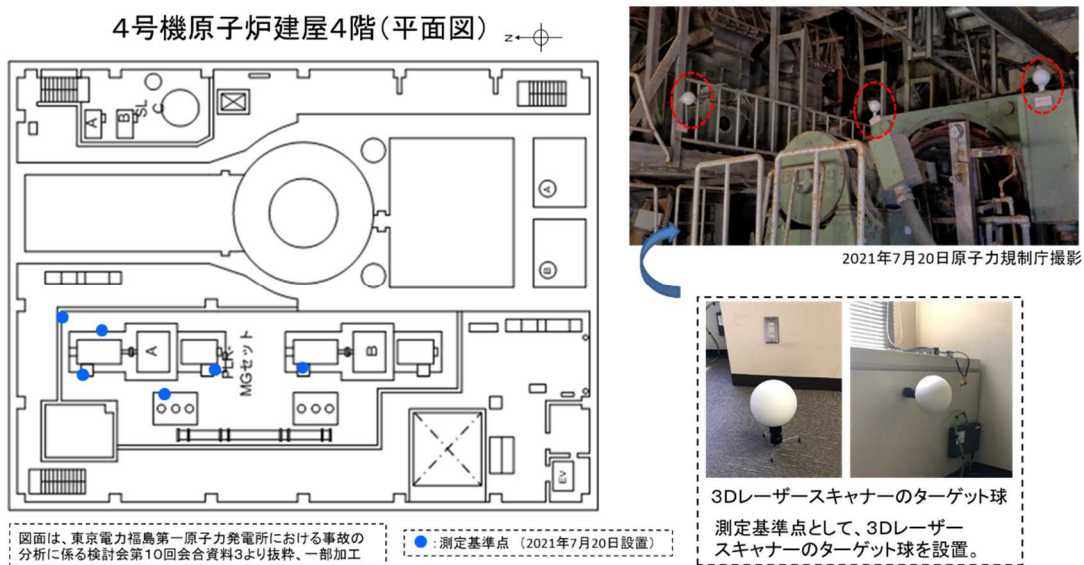 4号機原子炉建屋4階(平面図)
N
A
B
SL
C
A
B
A
PLR-
MGセット
B
EV
2021年7月20日原子力規制庁撮影
3Dレーザースキャナーのターゲット球
測定基準点として、3Dレーザー
スキャナーのターゲット球を設置。
図面は、東京電力福島第一原子力発電所における事故の
分析に係る検討会第10回会合資料3より抜粋、一部加工
:測定基準点 (2021年7月20日設置)